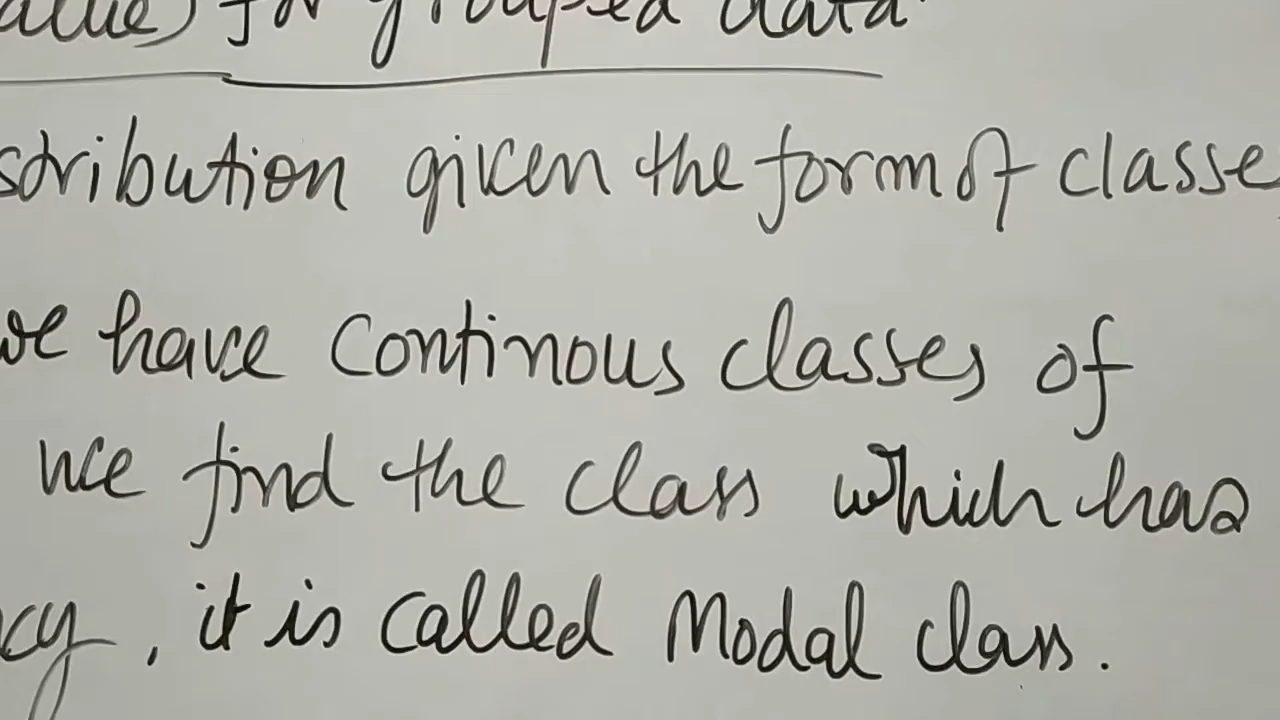 for grouped data
stribution given the form of classe
we have continous classes of
we find the class which has
cy, it is called Modal class.